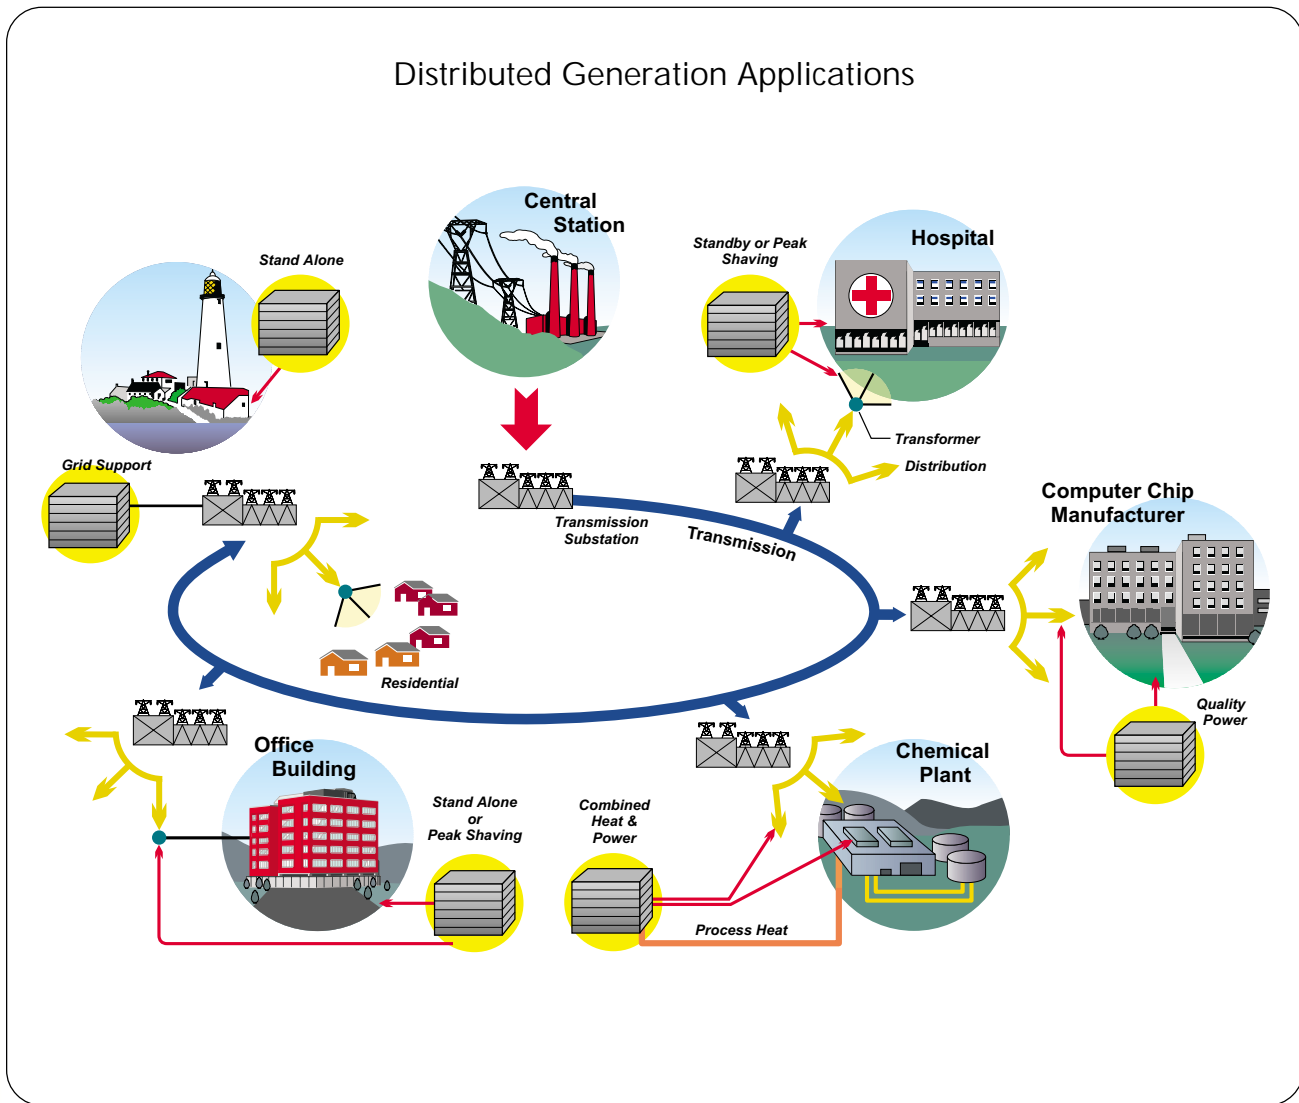 Distributed Generation Applications
Central
Station
Stand Alone
Standby or Peak
Shaving
Hospital
Transformer
Distribution
Grid Support
Transmission
Substation
Transmission
Computer Chip
Manufacturer
Residential
Quality
Power
Office
Building
Stand Alone
or
Peak Shaving
Combined
Heat &
Power
Chemical
Plant
Process Heat